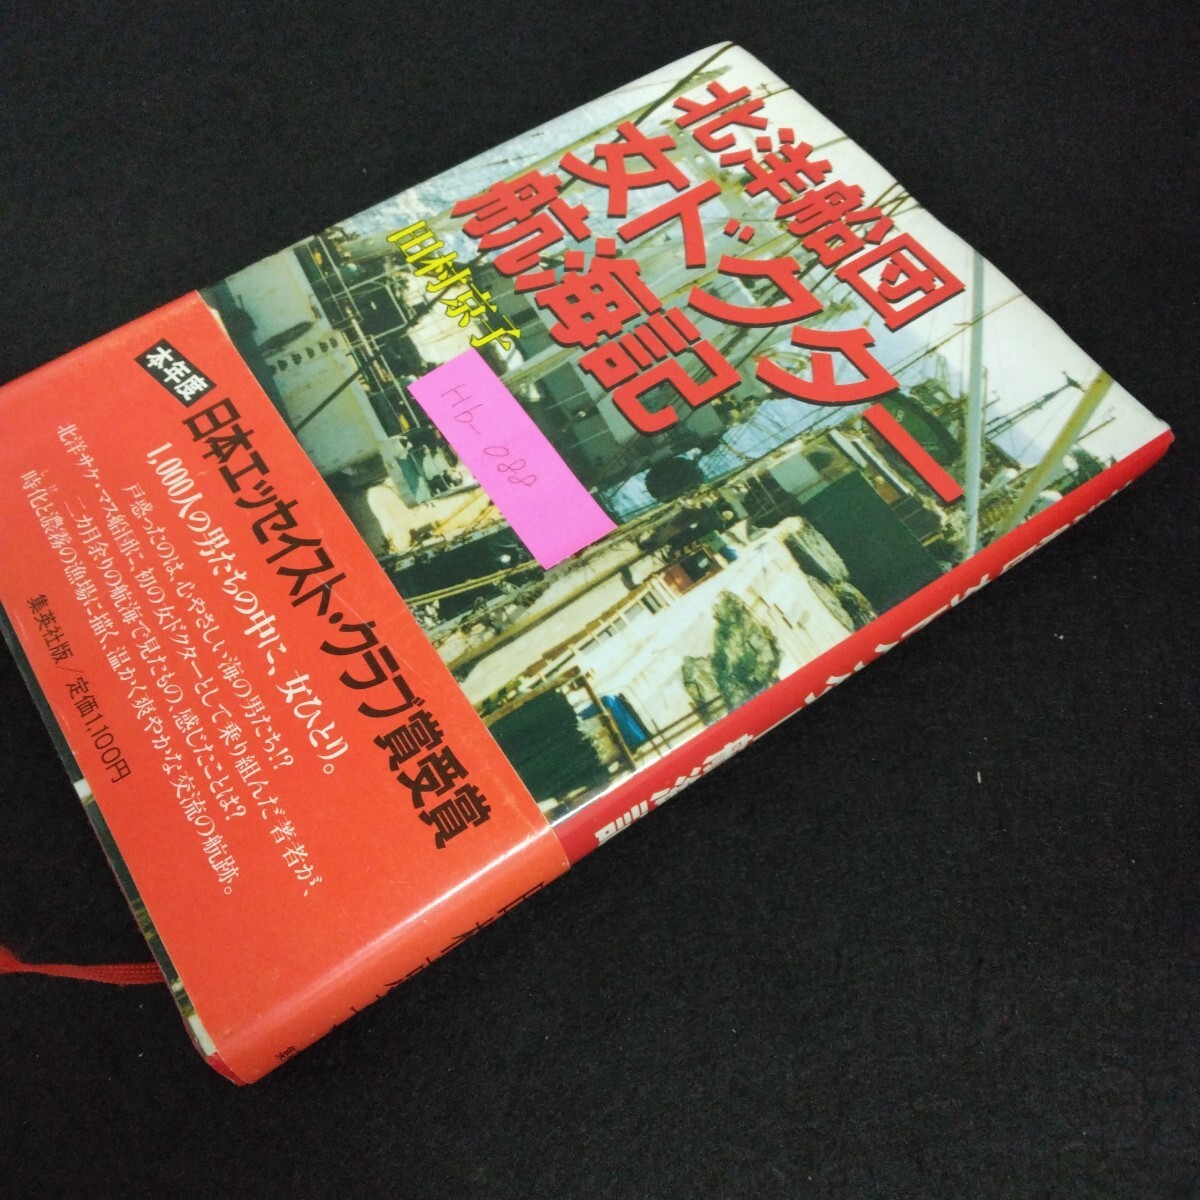 北洋船団
女ドクター
航海記
田村京子
Hb-088
本年度
日本エッセイスト・クラブ賞受賞
1,000人の男たちの中に、女ひとり。
戸惑ったのは、心やさしい海の男たち!?
北洋サケ・マス船団に、初の女ドクターとして乗り組んだ著者が、
二カ月余りの航海で見たもの、感じたことは?
時化と濃霧の漁場に描く、温かく爽やかな交流の航跡。
集英社版/定価1,100円